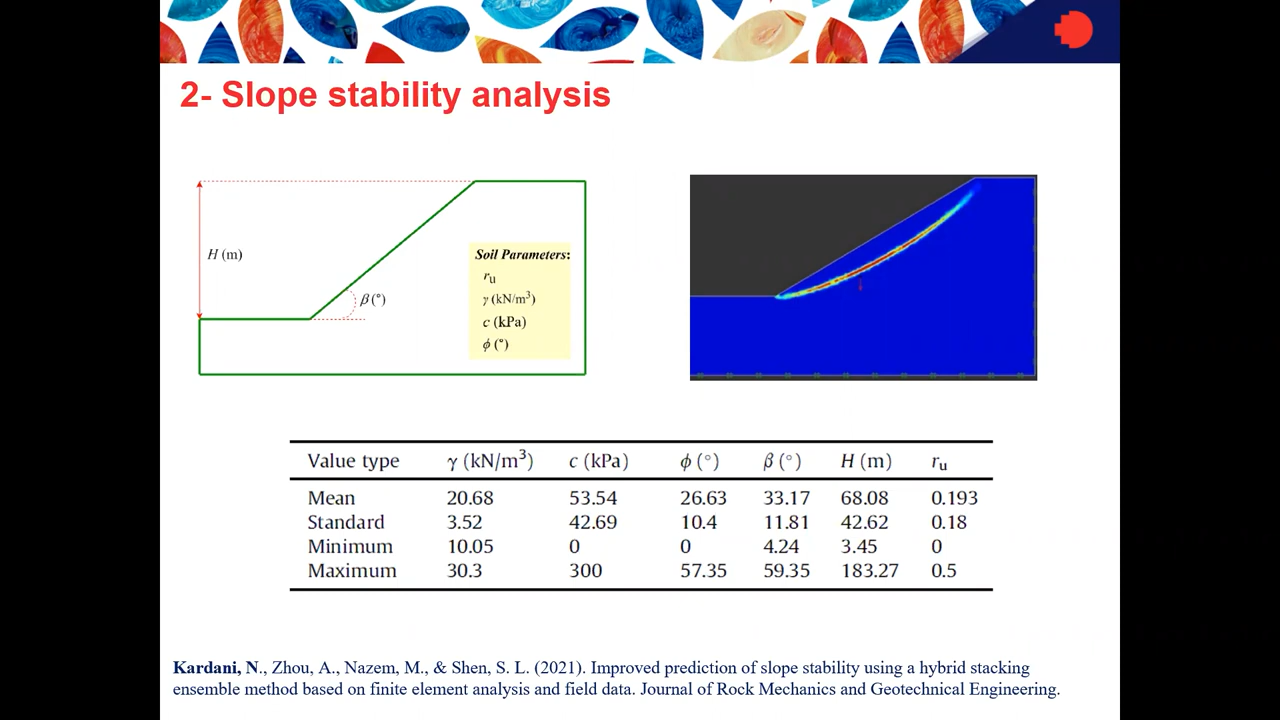 2- Slope stability analysis
H (m)
β (°)
Soil Parameters:
ru
γ (kN/m³)
c (kPa)
ϕ (°)
Value type γ (kN/m³) c (kPa) ϕ (°) β (°) H (m) ru
Mean 20.68 53.54 26.63 33.17 68.08 0.193
Standard 3.52 42.69 10.4 11.81 42.62 0.18
Minimum 10.05 0 0 4.24 3.45 0
Maximum 30.3 300 57.35 59.35 183.27 0.5
Kardani, N., Zhou, A., Nazem, M., & Shen, S. L. (2021). Improved prediction of slope stability using a hybrid stacking
ensemble method based on finite element analysis and field data. Journal of Rock Mechanics and Geotechnical Engineering.